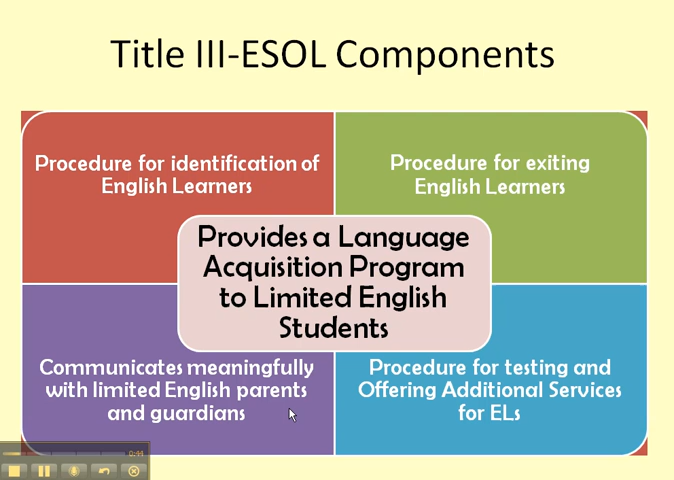 Title III-ESOL Components
Procedure for identification of
English Learners
Procedure for exiting
English Learners
Provides a Language
Acquisition Program
to Limited English
Students
Communicates meaningfully
with limited English parents
and guardians
Procedure for testing and
Offering Additional Services
for ELs
0:44